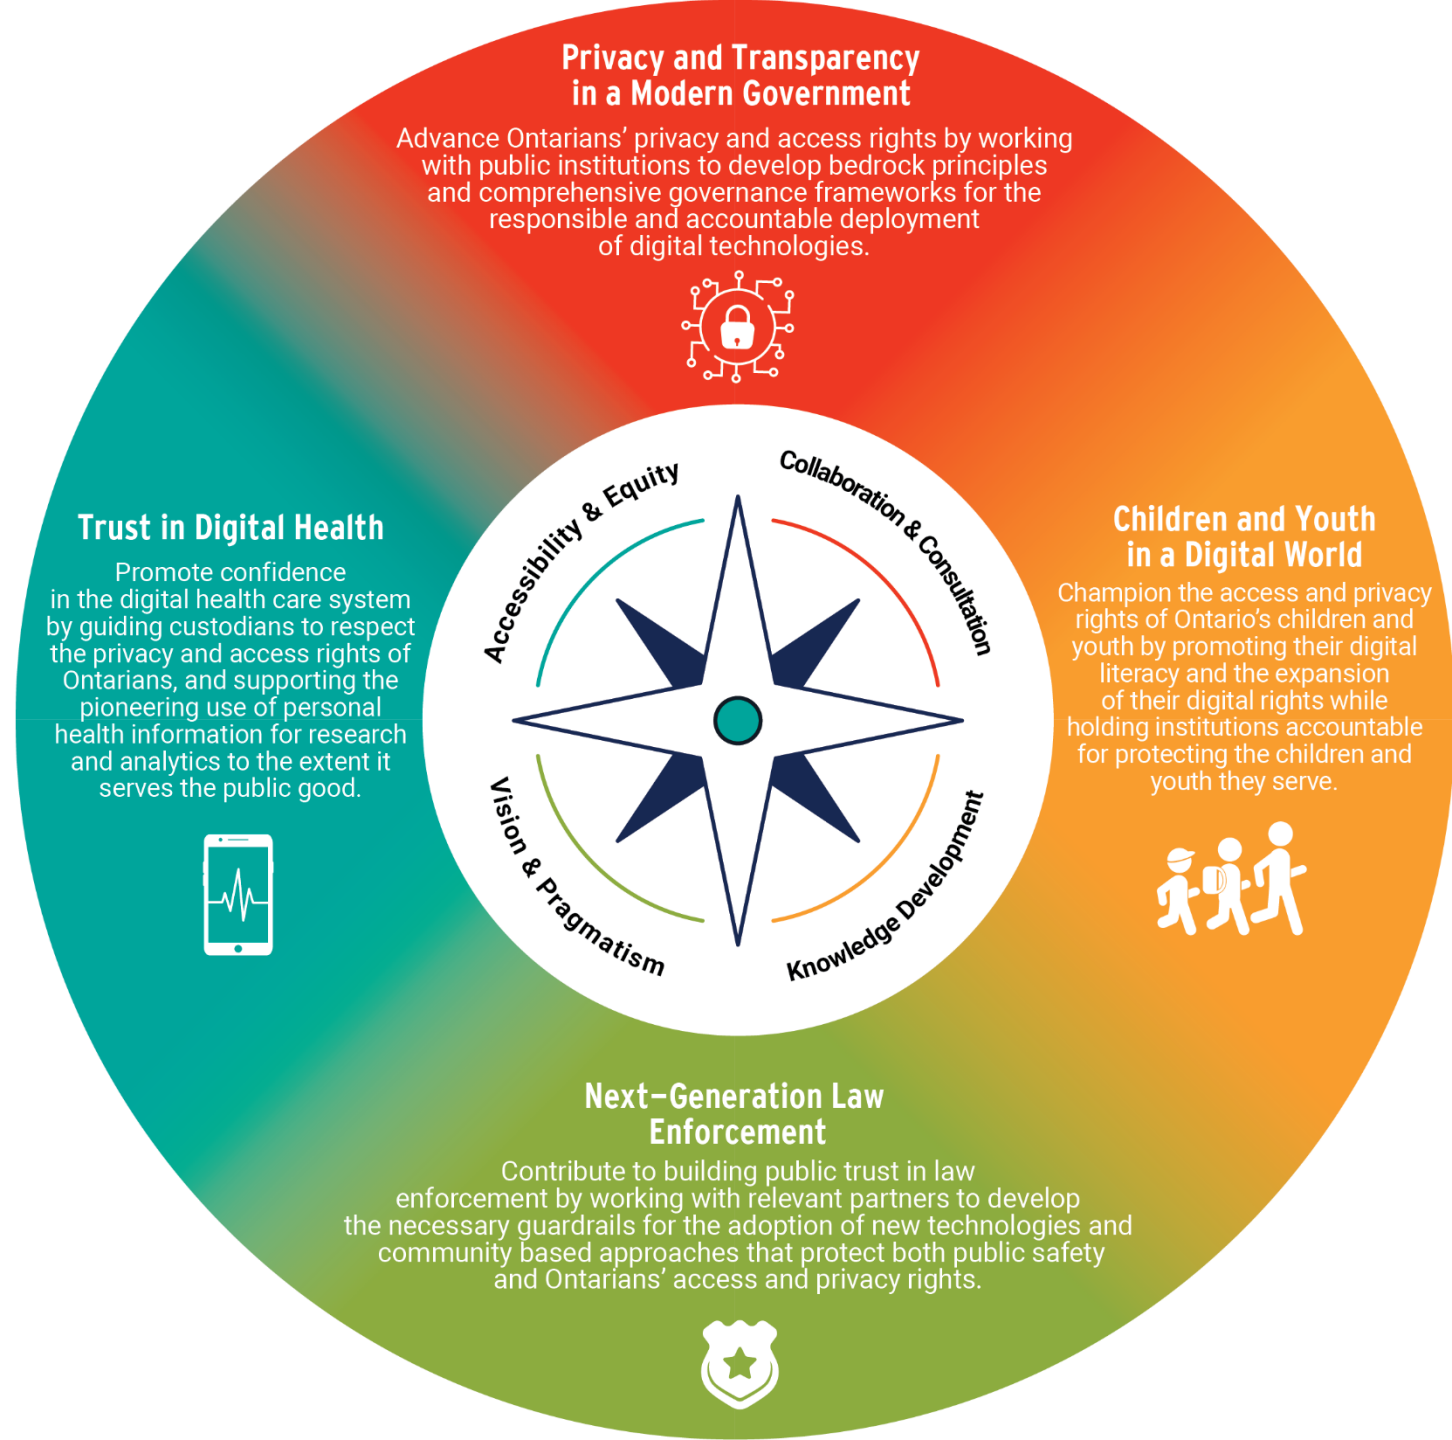 Privacy and Transparency
in a Modern Government
Advance Ontarians’ privacy and access rights by working
with public institutions to develop bedrock principles
and comprehensive governance frameworks for the
responsible and accountable deployment
of digital technologies.
Accessibility & Equity
Collaboration & Consultation
Trust in Digital Health
Promote confidence
in the digital health care system
by guiding custodians to respect
the privacy and access rights of
Ontarians, and supporting the
pioneering use of personal
health information for research
and analytics to the extent it
serves the public good.
Children and Youth
in a Digital World
Champion the access and privacy
rights of Ontario’s children and
youth by promoting their digital
literacy and the expansion
of their digital rights while
holding institutions accountable
for protecting the children and
youth they serve.
Vision & Pragmatism
Knowledge Development
Next–Generation Law
Enforcement
Contribute to building public trust in law
enforcement by working with relevant partners to develop
the necessary guardrails for the adoption of new technologies and
community based approaches that protect both public safety
and Ontarians’ access and privacy rights.